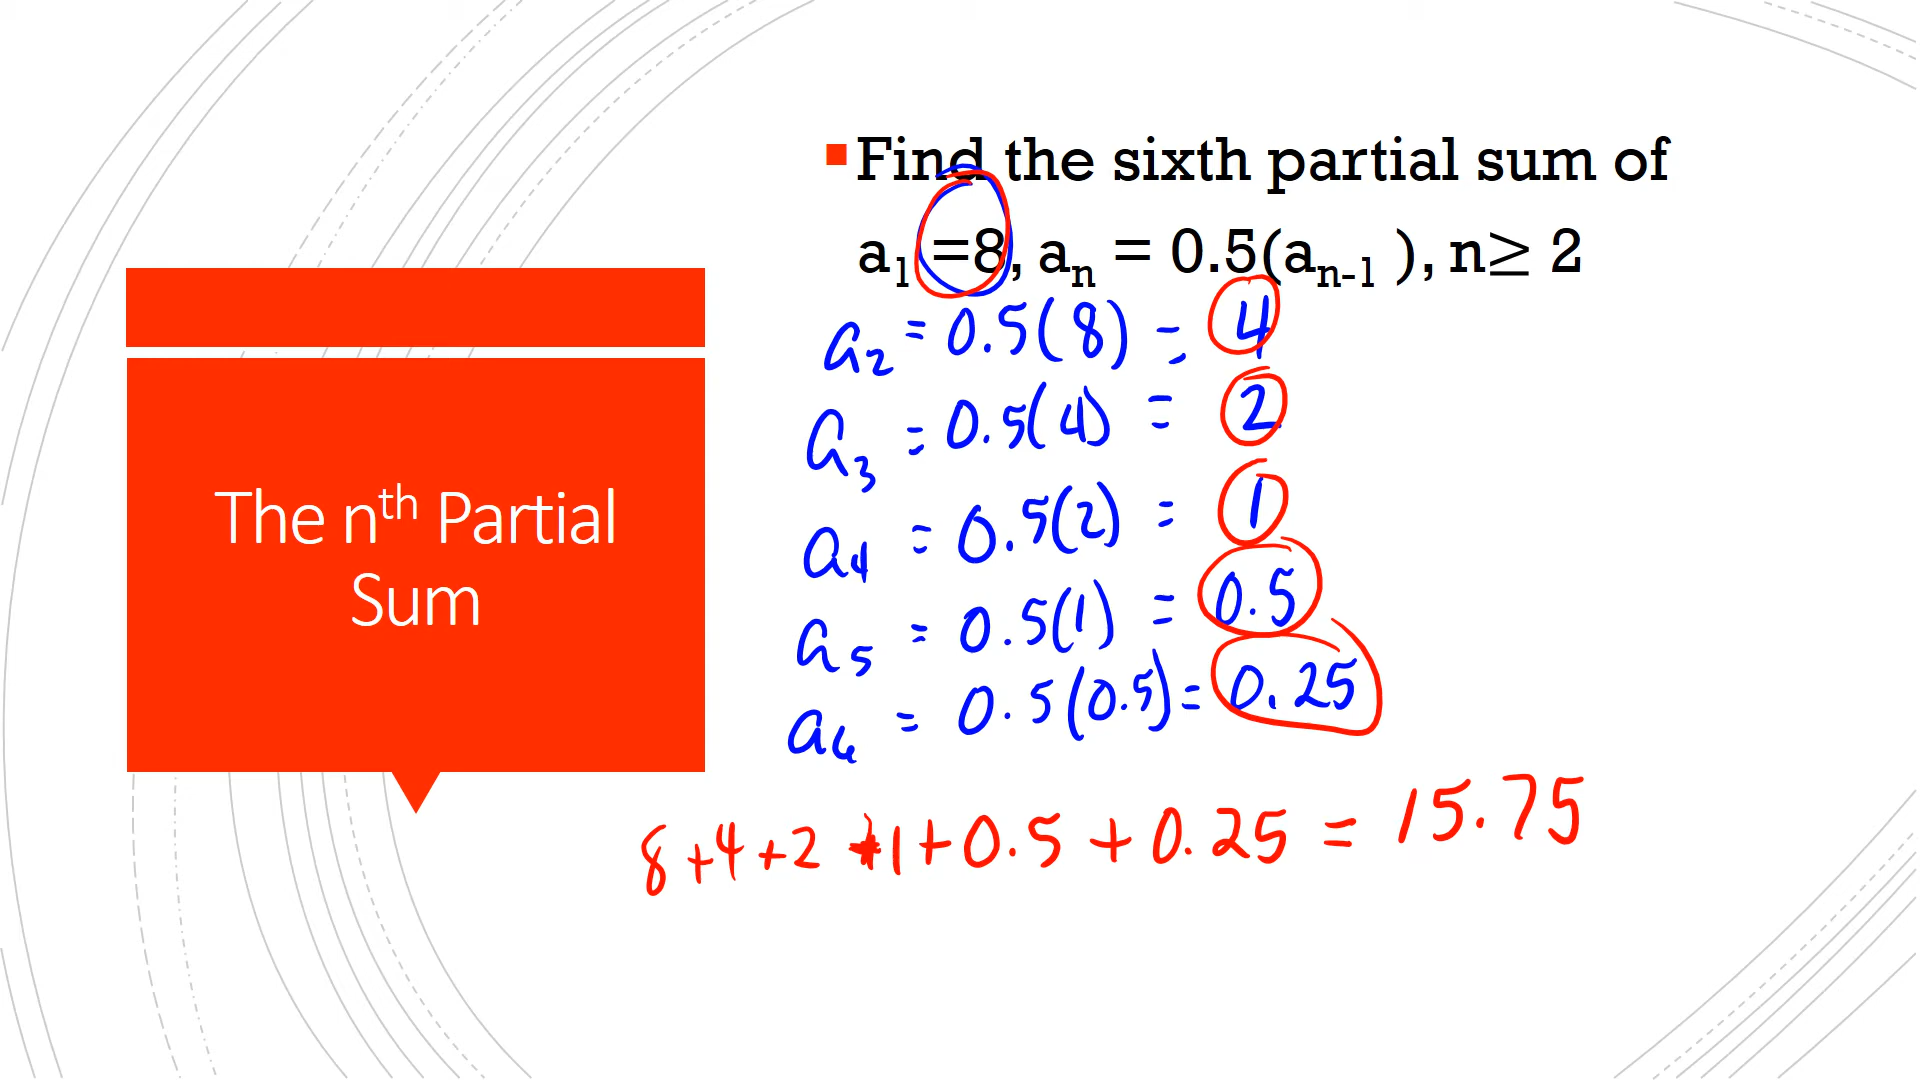 The nth Partial
Sum
Find the sixth partial sum of
a1 =8, an = 0.5(an-1 ), n≥ 2
a2 = 0.5(8) = 4
a3 = 0.5(4) = 2
a4 = 0.5(2) = 1
a5 = 0.5(1) = 0.5
a6 = 0.5(0.5) = 0.25
8+4+2+1+0.5+0.25 = 15.75